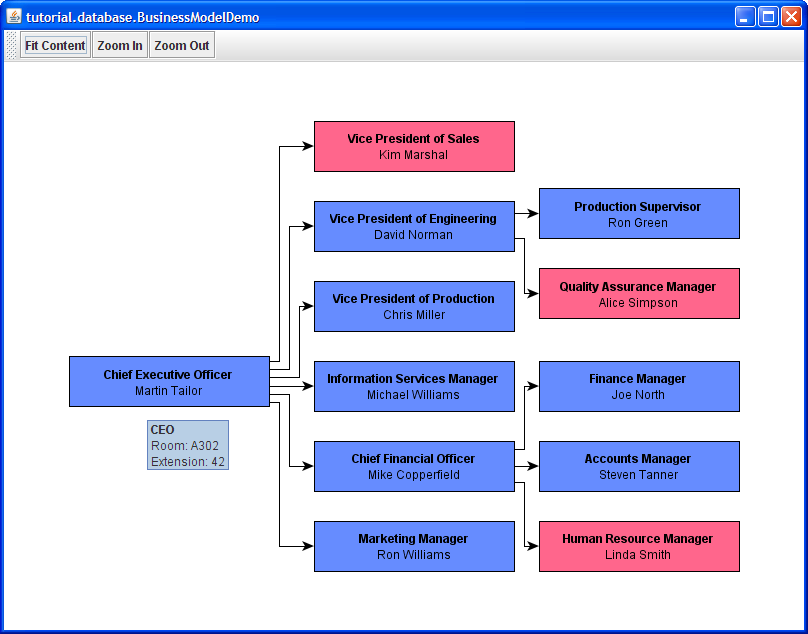 tutorial.database.BusinessModelDemo
Fit Content Zoom In Zoom Out
Vice President of Sales
Kim Marshal
Vice President of Engineering
David Norman
Production Supervisor
Ron Green
Quality Assurance Manager
Alice Simpson
Vice President of Production
Chris Miller
Chief Executive Officer
Martin Tailor
CEO
Room: A302
Extension: 42
Information Services Manager
Michael Williams
Finance Manager
Joe North
Chief Financial Officer
Mike Copperfield
Accounts Manager
Steven Tanner
Marketing Manager
Ron Williams
Human Resource Manager
Linda Smith